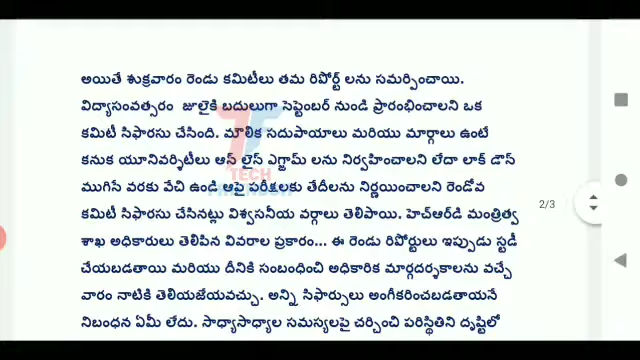 అయితే శుక్రవారం రెండు కమిటీలు తమ రిపోర్ట్ లను సమర్పించాయి.
విద్యాసంవత్సరం జులైకి బదులుగా సెప్టెంబర్ నుండి ప్రారంభించాలని ఒక
కమిటీ సిఫారసు చేసింది. మౌలిక సదుపాయాలు మరియు మార్గాలు ఉంటే
కనుక యూనివర్శిటీలు ఆన్ లైన్ ఎగ్జామ్ లను నిర్వహించాలని లేదా లాక్ డౌన్
TECH
ముగిసే వరకు వేచి ఉండి ఆపై పరీక్షలకు తేదీలను నిర్ణయించాలని రెండోవ
2/3
కమిటీ సిఫారసు చేసినట్లు విశ్వసనీయ వర్గాలు తెలిపాయి. హెచ్ఆర్డి మంత్రిత్వ
శాఖ అధికారులు తెలిపిన వివరాల ప్రకారం... ఈ రెండు రిపోర్టులు ఇప్పుడు స్టడీ
చేయబడతాయి మరియు దీనికి సంబంధించి అధికారిక మార్గదర్శకాలను వచ్చే
వారం నాటికి తెలియజేయవచ్చు. అన్ని సిఫార్సులు అంగీకరించబడతాయనే
నిబంధన ఏమీ లేదు. సాధ్యాసాధ్యాల సమస్యలపై చర్చించి పరిస్థితిని దృష్టిలో